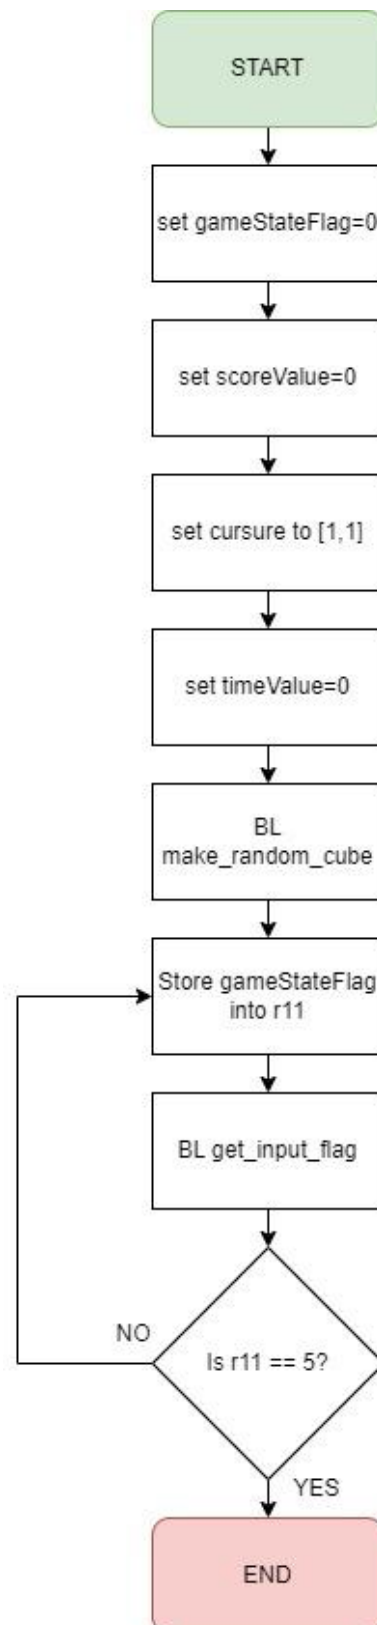 START
set gameStateFlag=0
set scoreValue=0
set cursure to [1,1]
set timeValue=0
BL
make_random_cube
Store gameStateFlag
into r11
BL get_input_flag
NO
Is r11 == 5?
YES
END